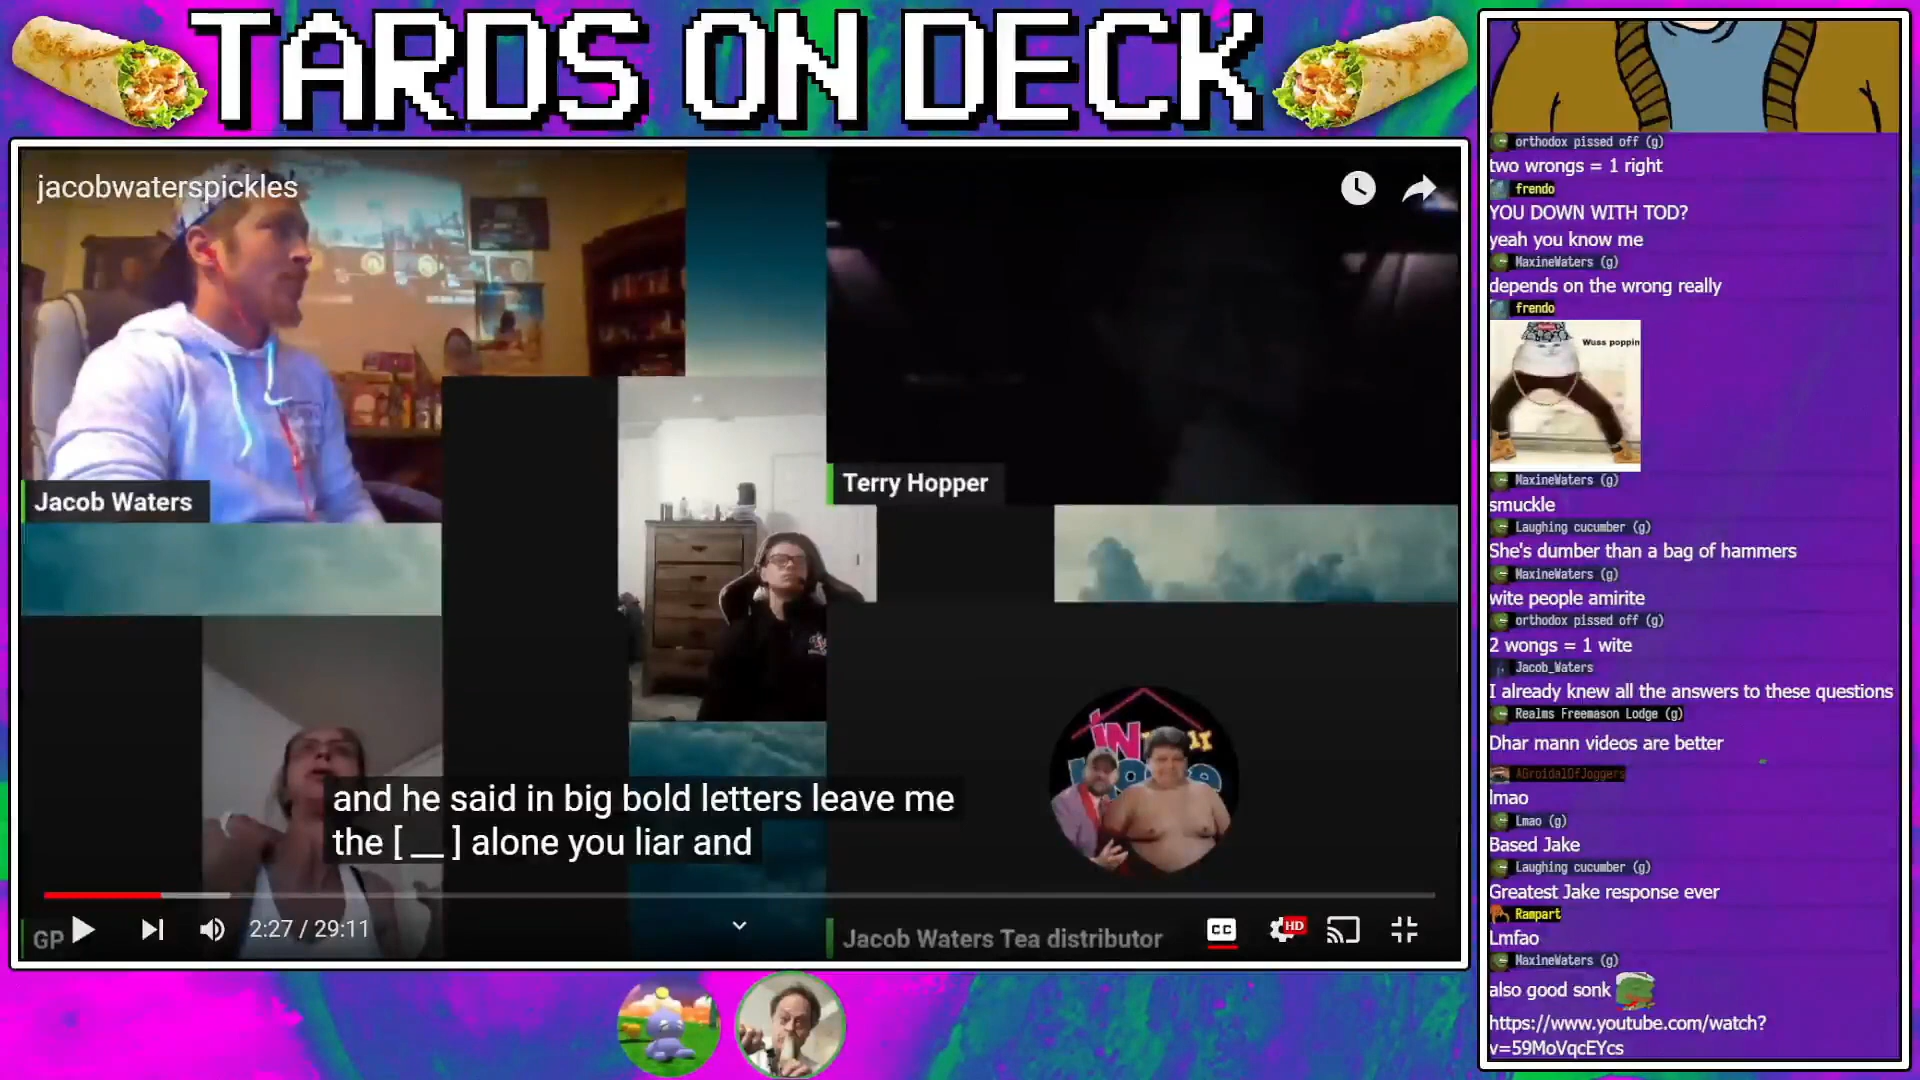 TARDS ON DECK
jacobwaterspickles
Jacob Waters
Terry Hopper
and he said in big bold letters leave me
the [ __ ] alone you liar and
2:27 / 29:11
CC
HD
GP
Jacob Waters Tea distributor
orthodox pissed off (g)
two wrongs = 1 right
frendo
YOU DOWN WITH TOD?
yeah you know me
MaxineWaters (g)
depends on the wrong really
frendo
Wuss poppin
MaxineWaters (g)
smuckle
Laughing cucumber (g)
She's dumber than a bag of hammers
MaxineWaters (g)
wite people amirite
orthodox pissed off (g)
2 wongs = 1 wite
Jacob_Waters
I already knew all the answers to these questions
Realms Freemason Lodge (g)
Dhar mann videos are better
AGroidalOfJoggers
lmao
Lmao (g)
Based Jake
Laughing cucumber (g)
Greatest Jake response ever
Rampart
Lmfao
MaxineWaters (g)
also good sonk
https://www.youtube.com/watch?
v=59MoVqcEYcs